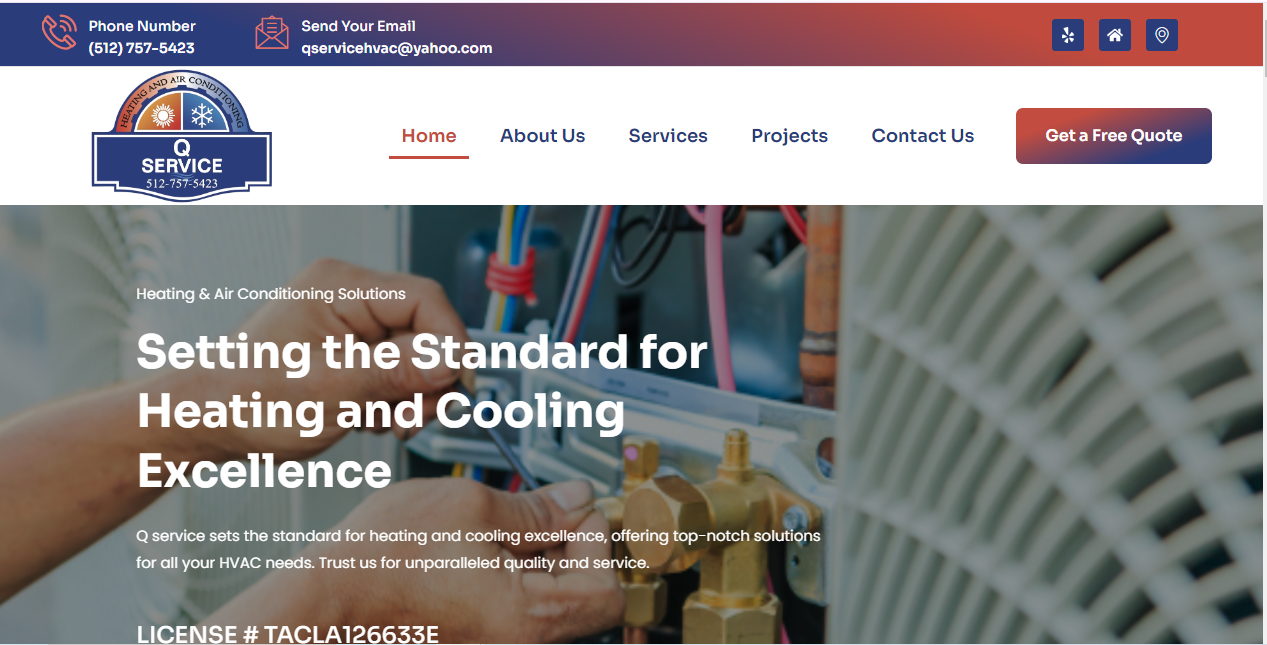 Phone Number
(512) 757-5423
Send Your Email
qservicehvac@yahoo.com
HEATING AND AIR CONDITIONING
Q
SERVICE
512-757-5423
Home
About Us
Services
Projects
Contact Us
Get a Free Quote
Heating & Air Conditioning Solutions
Setting the Standard for
Heating and Cooling
Excellence
Q service sets the standard for heating and cooling excellence, offering top-notch solutions
for all your HVAC needs. Trust us for unparalleled quality and service.
LICENSE # TACLA126633E